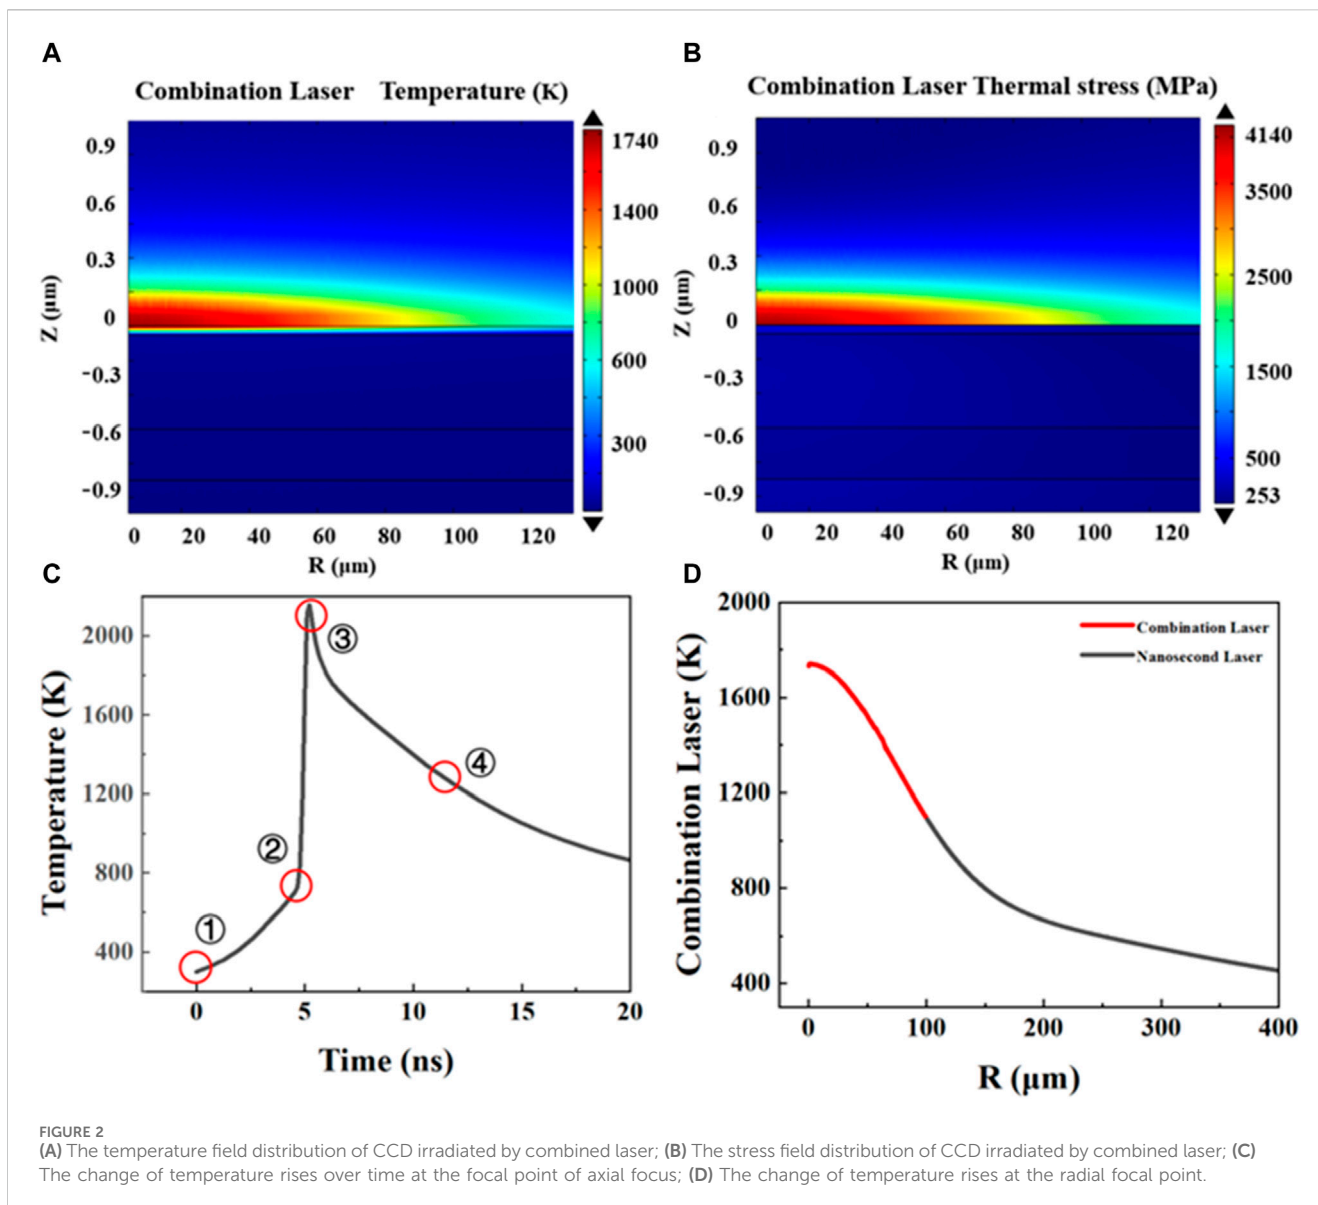 A
Combination Laser Temperature (K)
1740
1400
1000
600
300
0.9
0.6
0.3
0
-0.3
-0.6
-0.9
Z (μm)
0 20 40 60 80 100 120
R (μm)
B
Combination Laser Thermal stress (MPa)
4140
3500
2500
1500
500
253
0.9
0.6
0.3
0
-0.3
-0.6
-0.9
Z (μm)
0 20 40 60 80 100 120
R (μm)
C
2000
1600
1200
800
400
Temperature (K)
①
②
③
④
0 5 10 15 20
Time (ns)
D
2000
1600
1200
800
400
Combination Laser (K)
Combination Laser
Nanosecond Laser
0 100 200 300 400
R (μm)
FIGURE 2
(A) The temperature field distribution of CCD irradiated by combined laser; (B) The stress field distribution of CCD irradiated by combined laser; (C)
The change of temperature rises over time at the focal point of axial focus; (D) The change of temperature rises at the radial focal point.